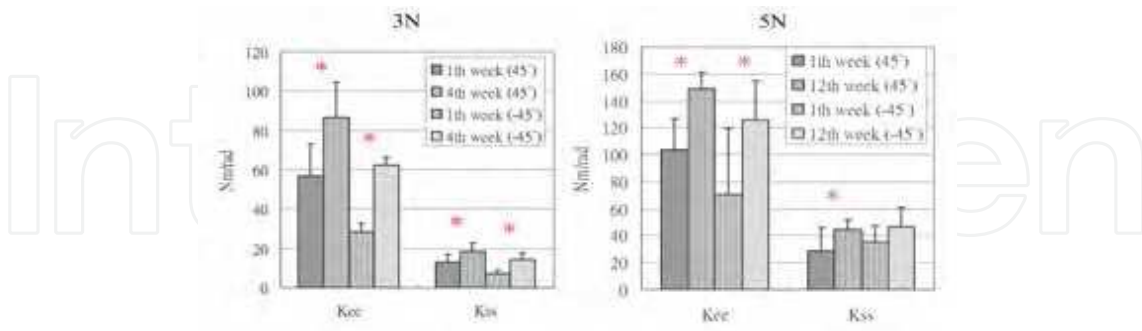 3N
120
100
80
60
40
20
0
Nm/rad
1th week (45°)
4th week (45°)
1th week (-45°)
4th week (-45°)
*
*
*
*
Kee
Kss
5N
180
160
140
120
100
80
60
40
20
0
Nm/rad
1th week (45°)
12th week (45°)
1th week (-45°)
12th week (-45°)
*
*
*
Kee
Kss
Int
en